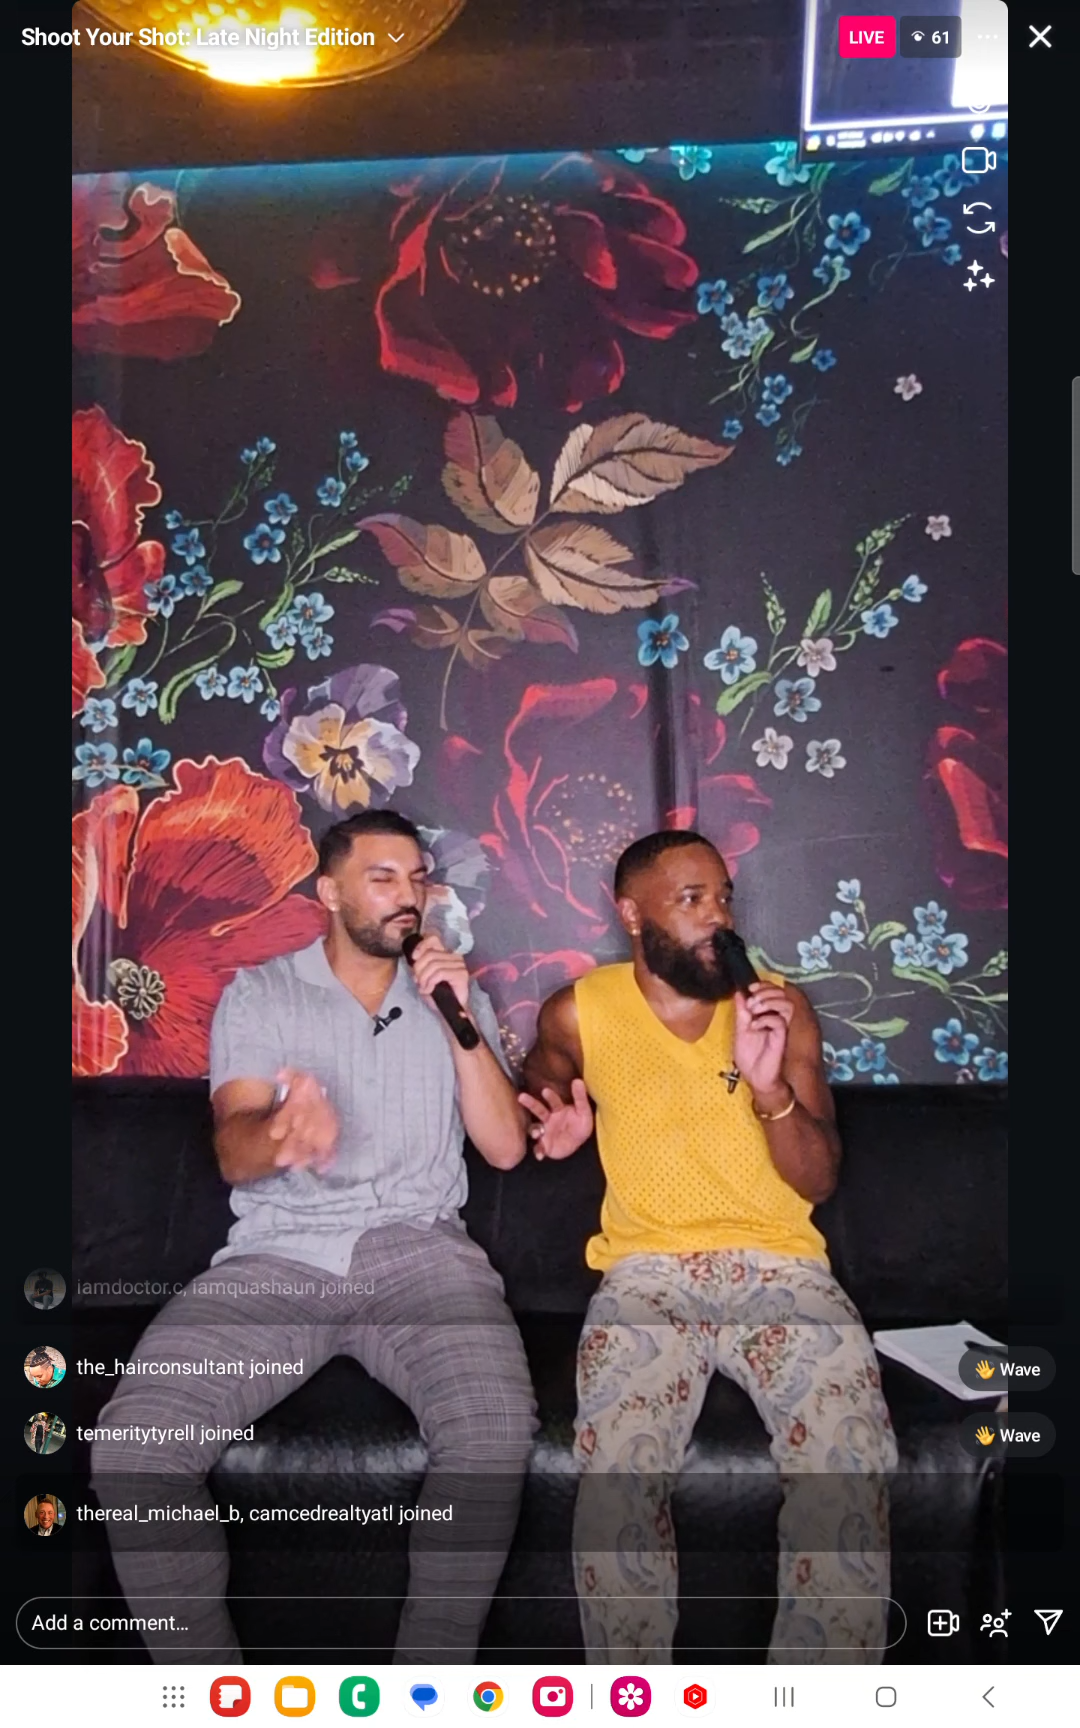 Shoot Your Shot: Late Night Edition
LIVE
61
iamdoctor.c, iamquashaun joined
the_hairconsultant joined
👋 Wave
temeritytyrell joined
👋 Wave
thereal_michael_b, camcedrealtyatl joined
Add a comment...